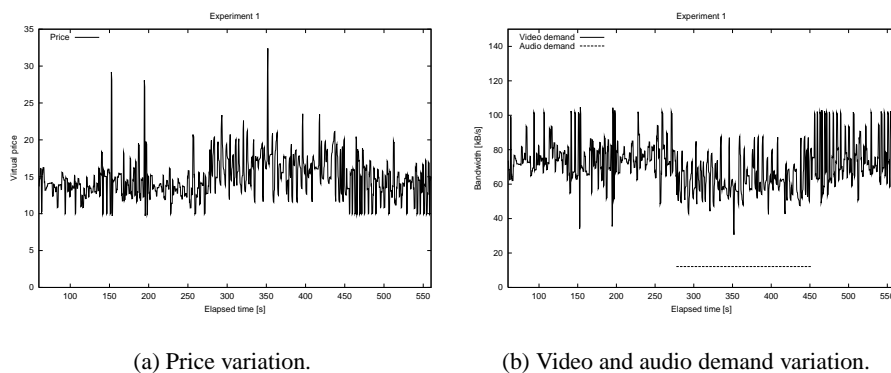 Experiment 1
Price
35
30
25
20
15
10
5
0
Virtual price
100 150 200 250 300 350 400 450 500 550
Elapsed time [s]
(a) Price variation.
Experiment 1
Video demand
Audio demand
140
120
100
80
60
40
20
0
Bandwidth [kB/s]
100 150 200 250 300 350 400 450 500 550
Elapsed time [s]
(b) Video and audio demand variation.